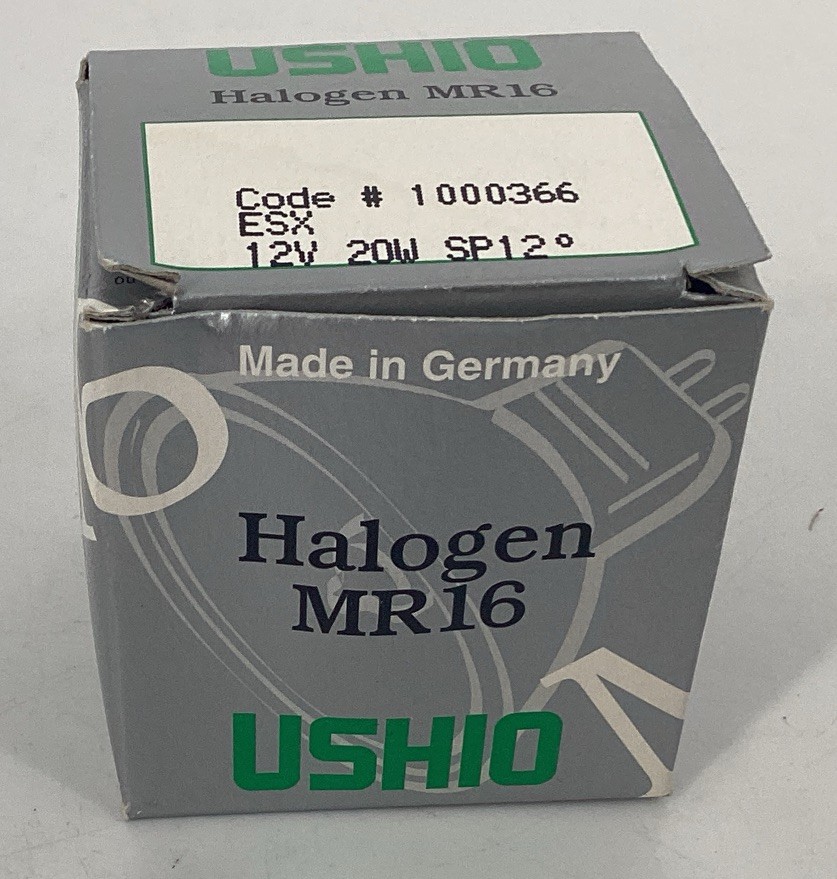 USHIO
Halogen MR16
Code # 1000366
ESX
12V 20W SP12°
Made in Germany
Halogen
MR16
USHIO